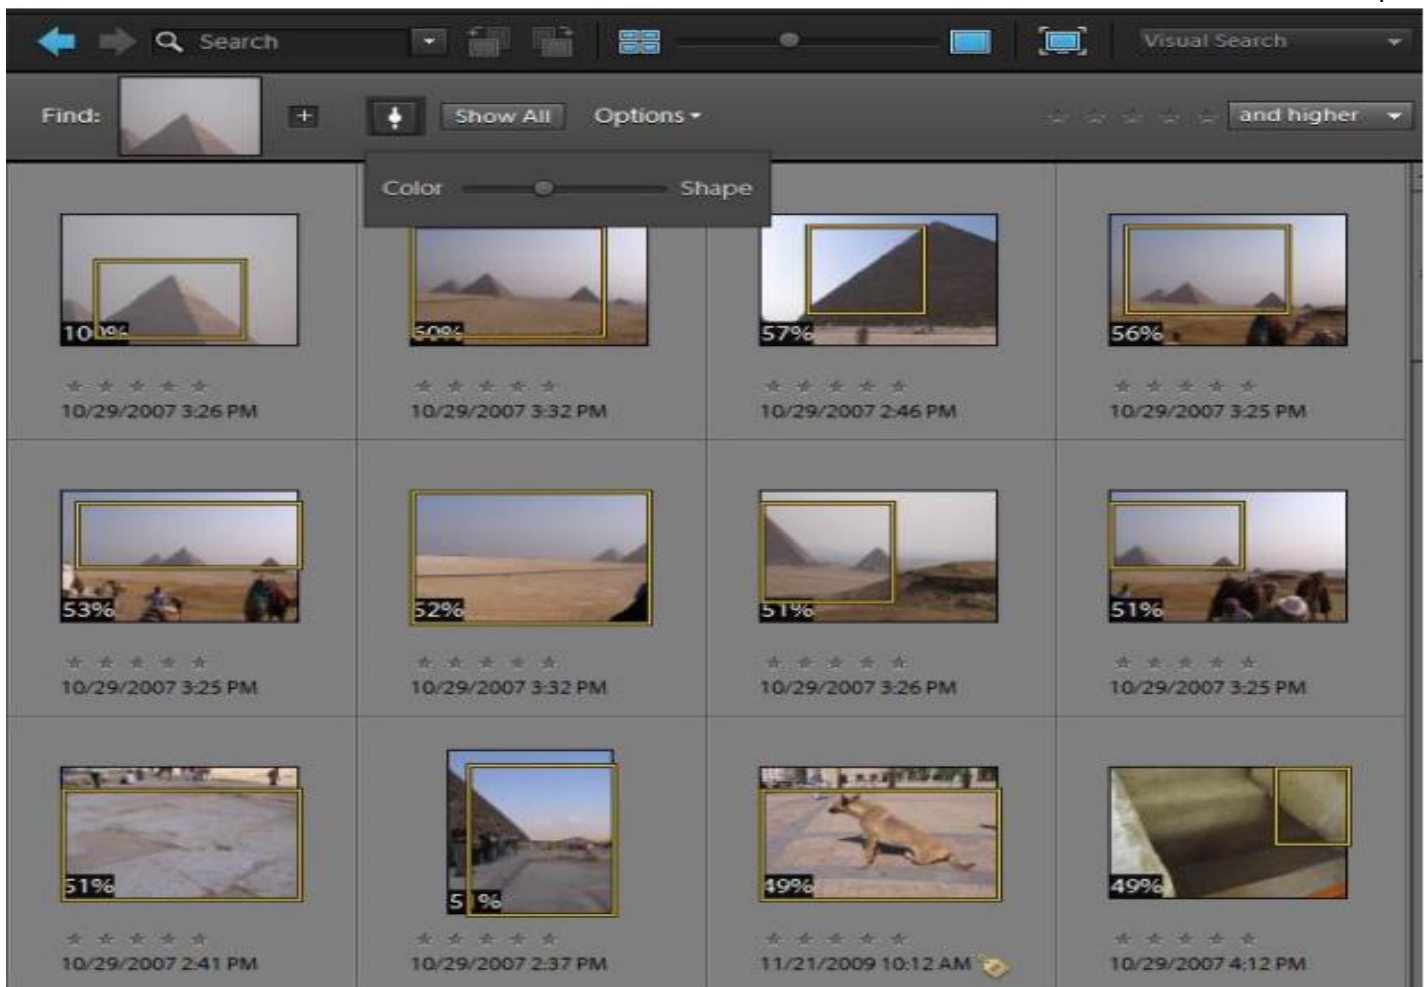 Search Visual Search
Find: + Show All Options and higher
Color Shape
100% 60% 57% 56%
10/29/2007 3:26 PM 10/29/2007 3:32 PM 10/29/2007 2:46 PM 10/29/2007 3:25 PM
53% 52% 51% 51%
10/29/2007 3:25 PM 10/29/2007 3:32 PM 10/29/2007 3:26 PM 10/29/2007 3:25 PM
51% 51% 49% 49%
10/29/2007 2:41 PM 10/29/2007 2:37 PM 11/21/2009 10:12 AM 10/29/2007 4:12 PM